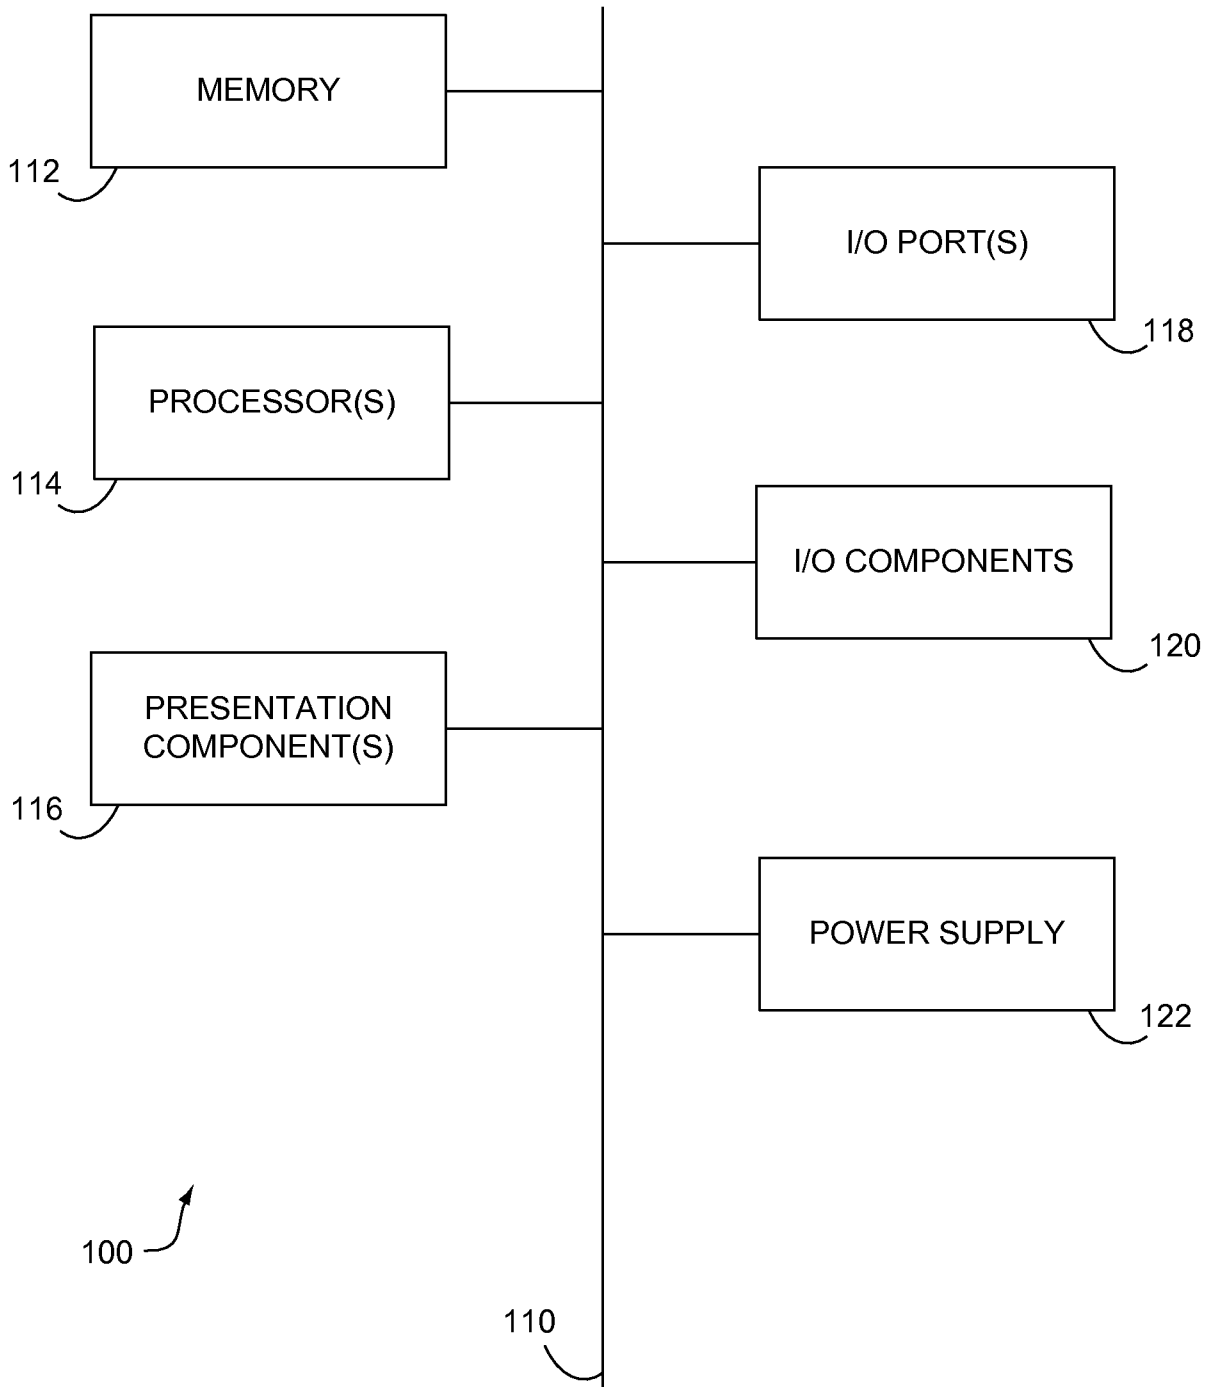 MEMORY
112
I/O PORT(S)
118
PROCESSOR(S)
114
I/O COMPONENTS
120
PRESENTATION
COMPONENT(S)
116
POWER SUPPLY
122
100
110